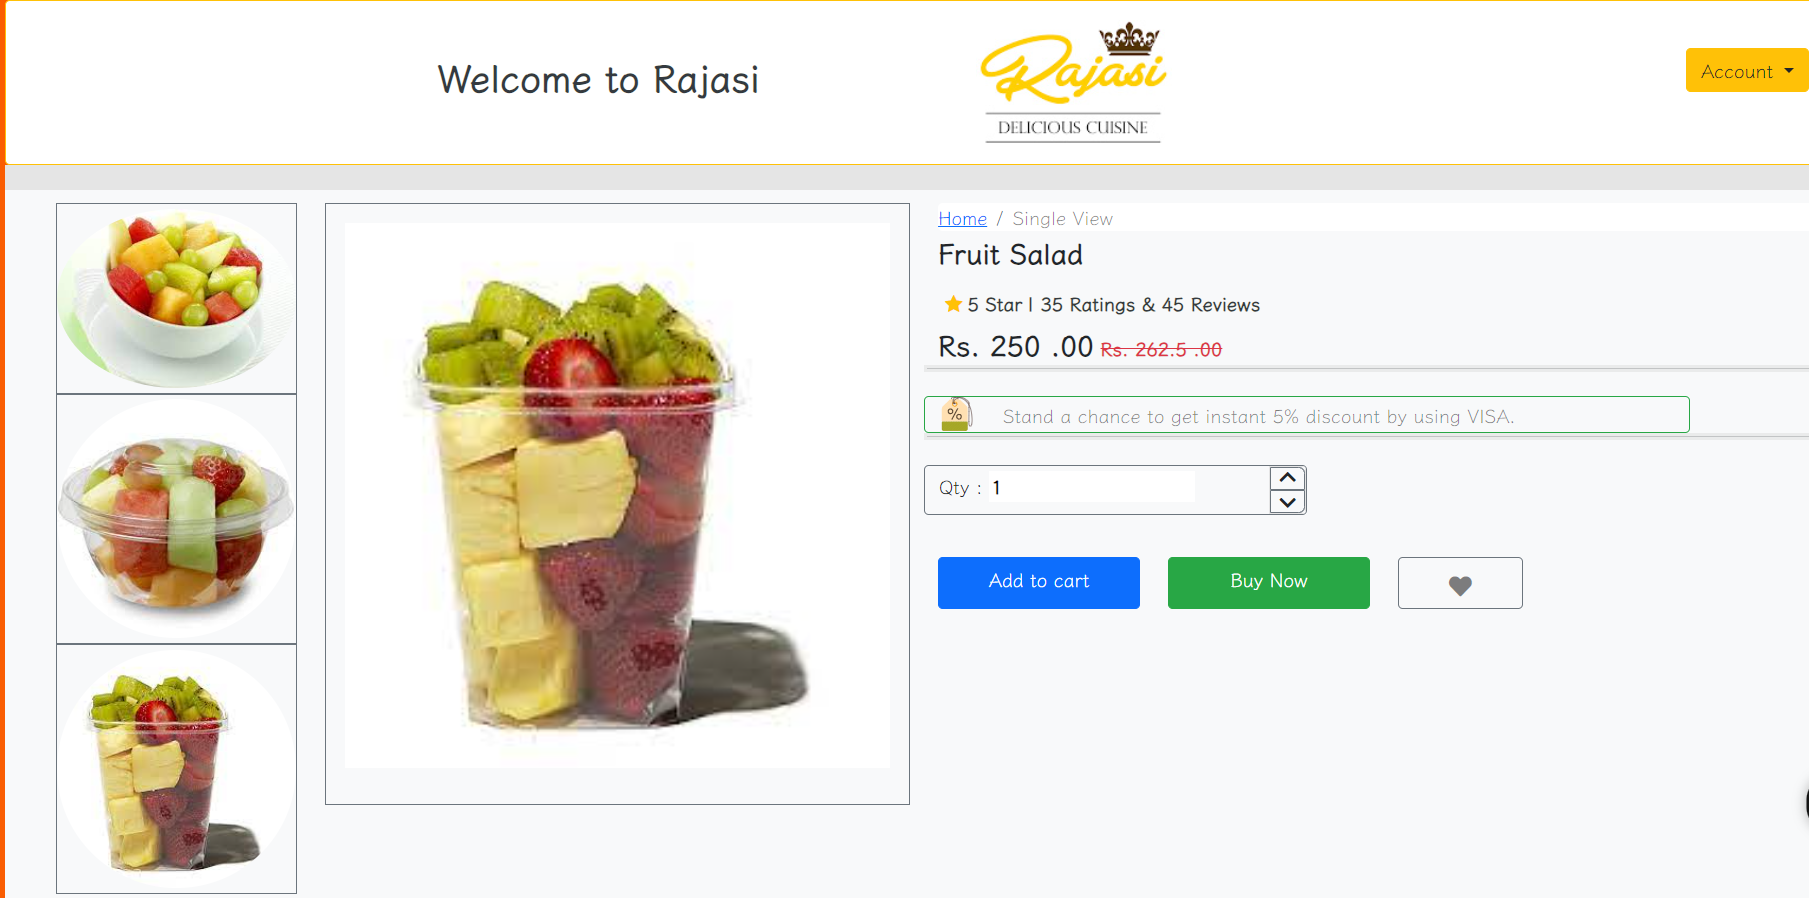 Welcome to Rajasi
Rajasi
DELICIOUS CUISINE
Account
Home / Single View
Fruit Salad
5 Star | 35 Ratings & 45 Reviews
Rs. 250 .00 Rs. 262.5 .00
% Stand a chance to get instant 5% discount by using VISA.
Qty : 1
Add to cart
Buy Now